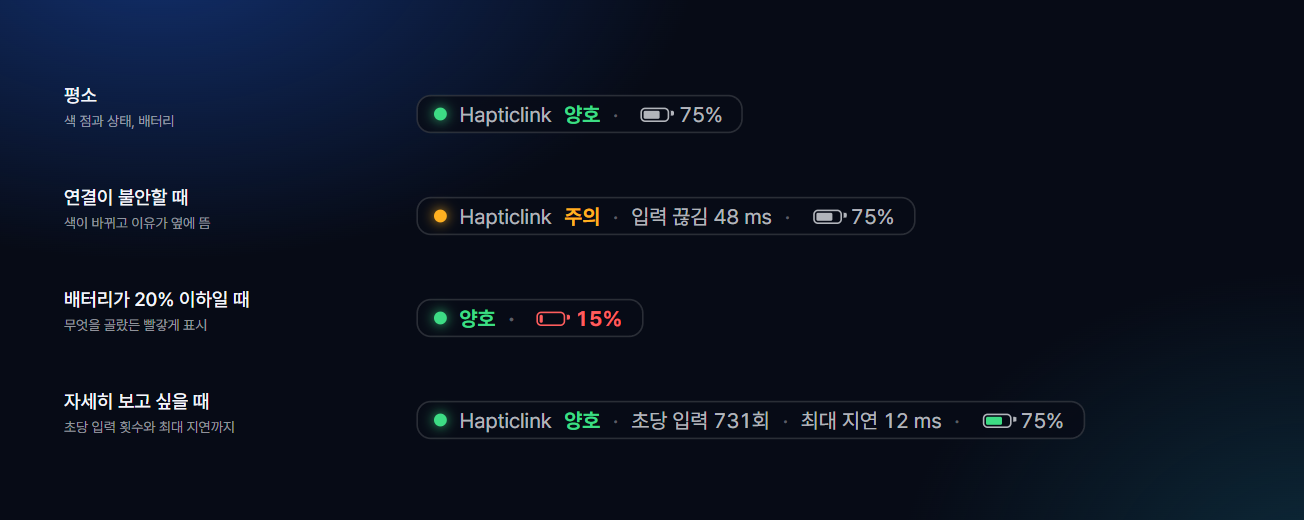 평소
색 점과 상태, 배터리
Hapticlink 양호 · 75%
연결이 불안할 때
색이 바뀌고 이유가 옆에 뜸
Hapticlink 주의 · 입력 끊김 48 ms · 75%
배터리가 20% 이하일 때
무엇을 골랐든 빨갛게 표시
양호 · 15%
자세히 보고 싶을 때
초당 입력 횟수와 최대 지연까지
Hapticlink 양호 · 초당 입력 731회 · 최대 지연 12 ms · 75%